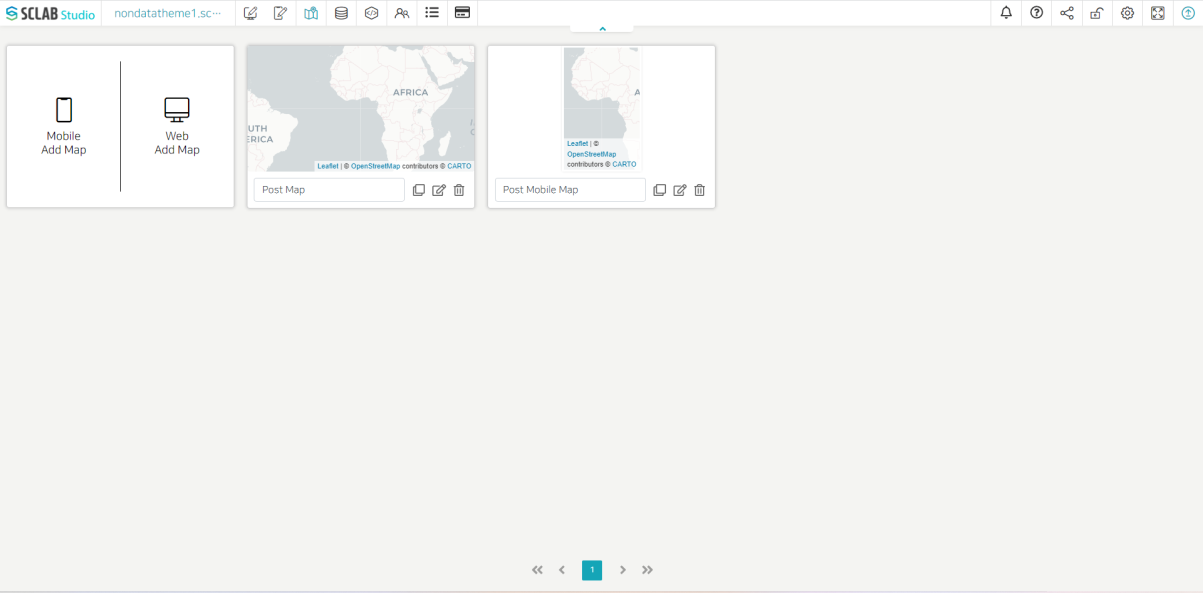 SCLAB Studio
nondatatheme1.sc···
Mobile
Add Map
Web
Add Map
AFRICA
UTH
ERICA
Leaflet | © OpenStreetMap contributors © CARTO
Post Map
A
Leaflet | ©
OpenStreetMap
contributors © CARTO
Post Mobile Map
1